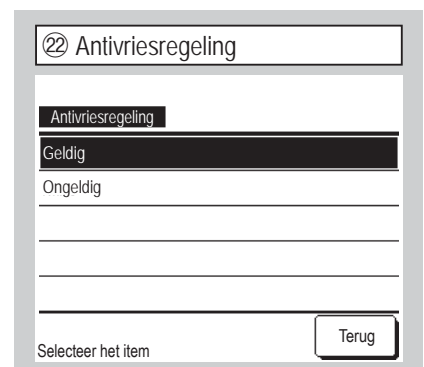 ㉒ Antivriesregeling
Antivriesregeling
Geldig
Ongeldig
Selecteer het item
Terug